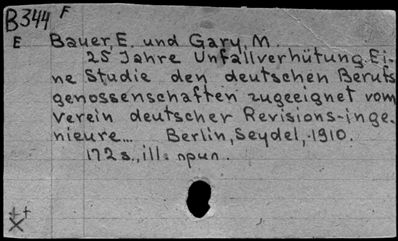 B344 F
E Bauer, E. und Gary, M.
25 Jahre Unfallverhütung. Ei-
ne Studie den deutschen Berufs
genossenschaften zugeeignet vom
Verein deutscher Revisions-inge-
nieure... Berlin, Seydel, 1910.
172 s., ill.